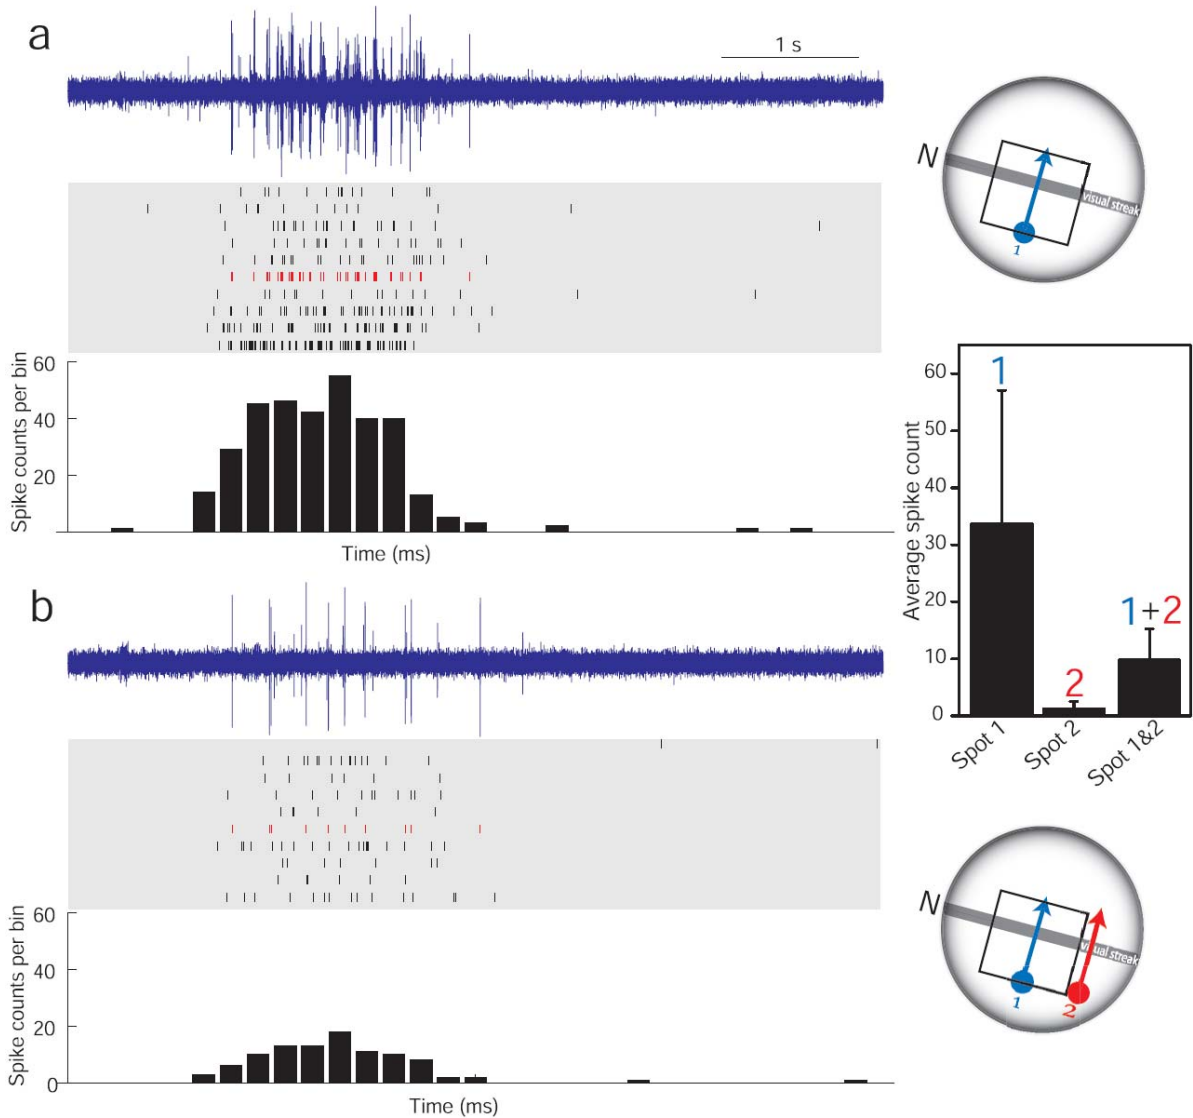 a
1 s
N
visual streak
1
60
40
20
Spike counts per bin
Time (ms)
60
50
40
30
20
10
0
Average spike count
1
2
1+2
Spot 1
Spot 2
Spot 1&2
b
60
40
20
0
Spike counts per bin
Time (ms)
N
visual streak
1
2